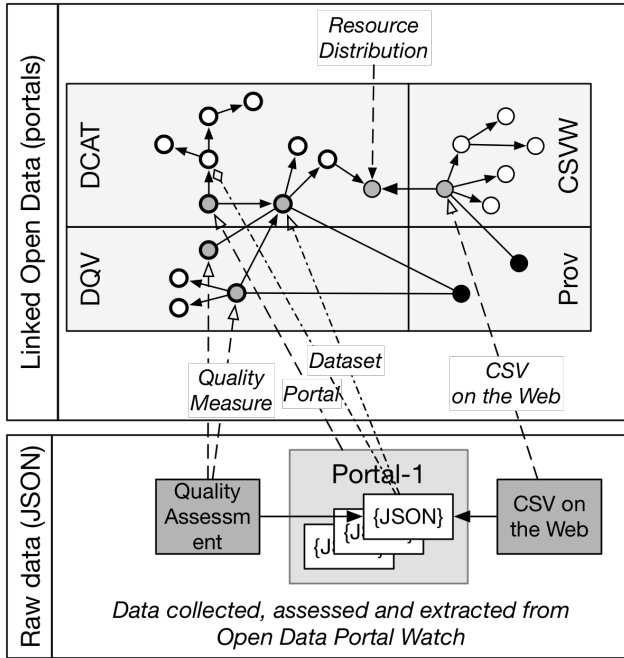 Linked Open Data (portals)
Resource
Distribution
DCAT
CSVW
DQV
Prov
Quality
Measure
Portal
Dataset
CSV
on the Web
Raw data (JSON)
Portal-1
Quality
Assessm
ent
{JSON}
{JS
{JS
CSV on
the Web
Data collected, assessed and extracted from
Open Data Portal Watch